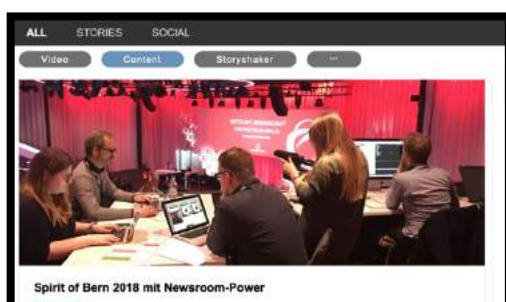 ALL STORIES SOCIAL
Video Content Storyshaker ...
Spirit of Bern 2018 mit Newsroom-Power